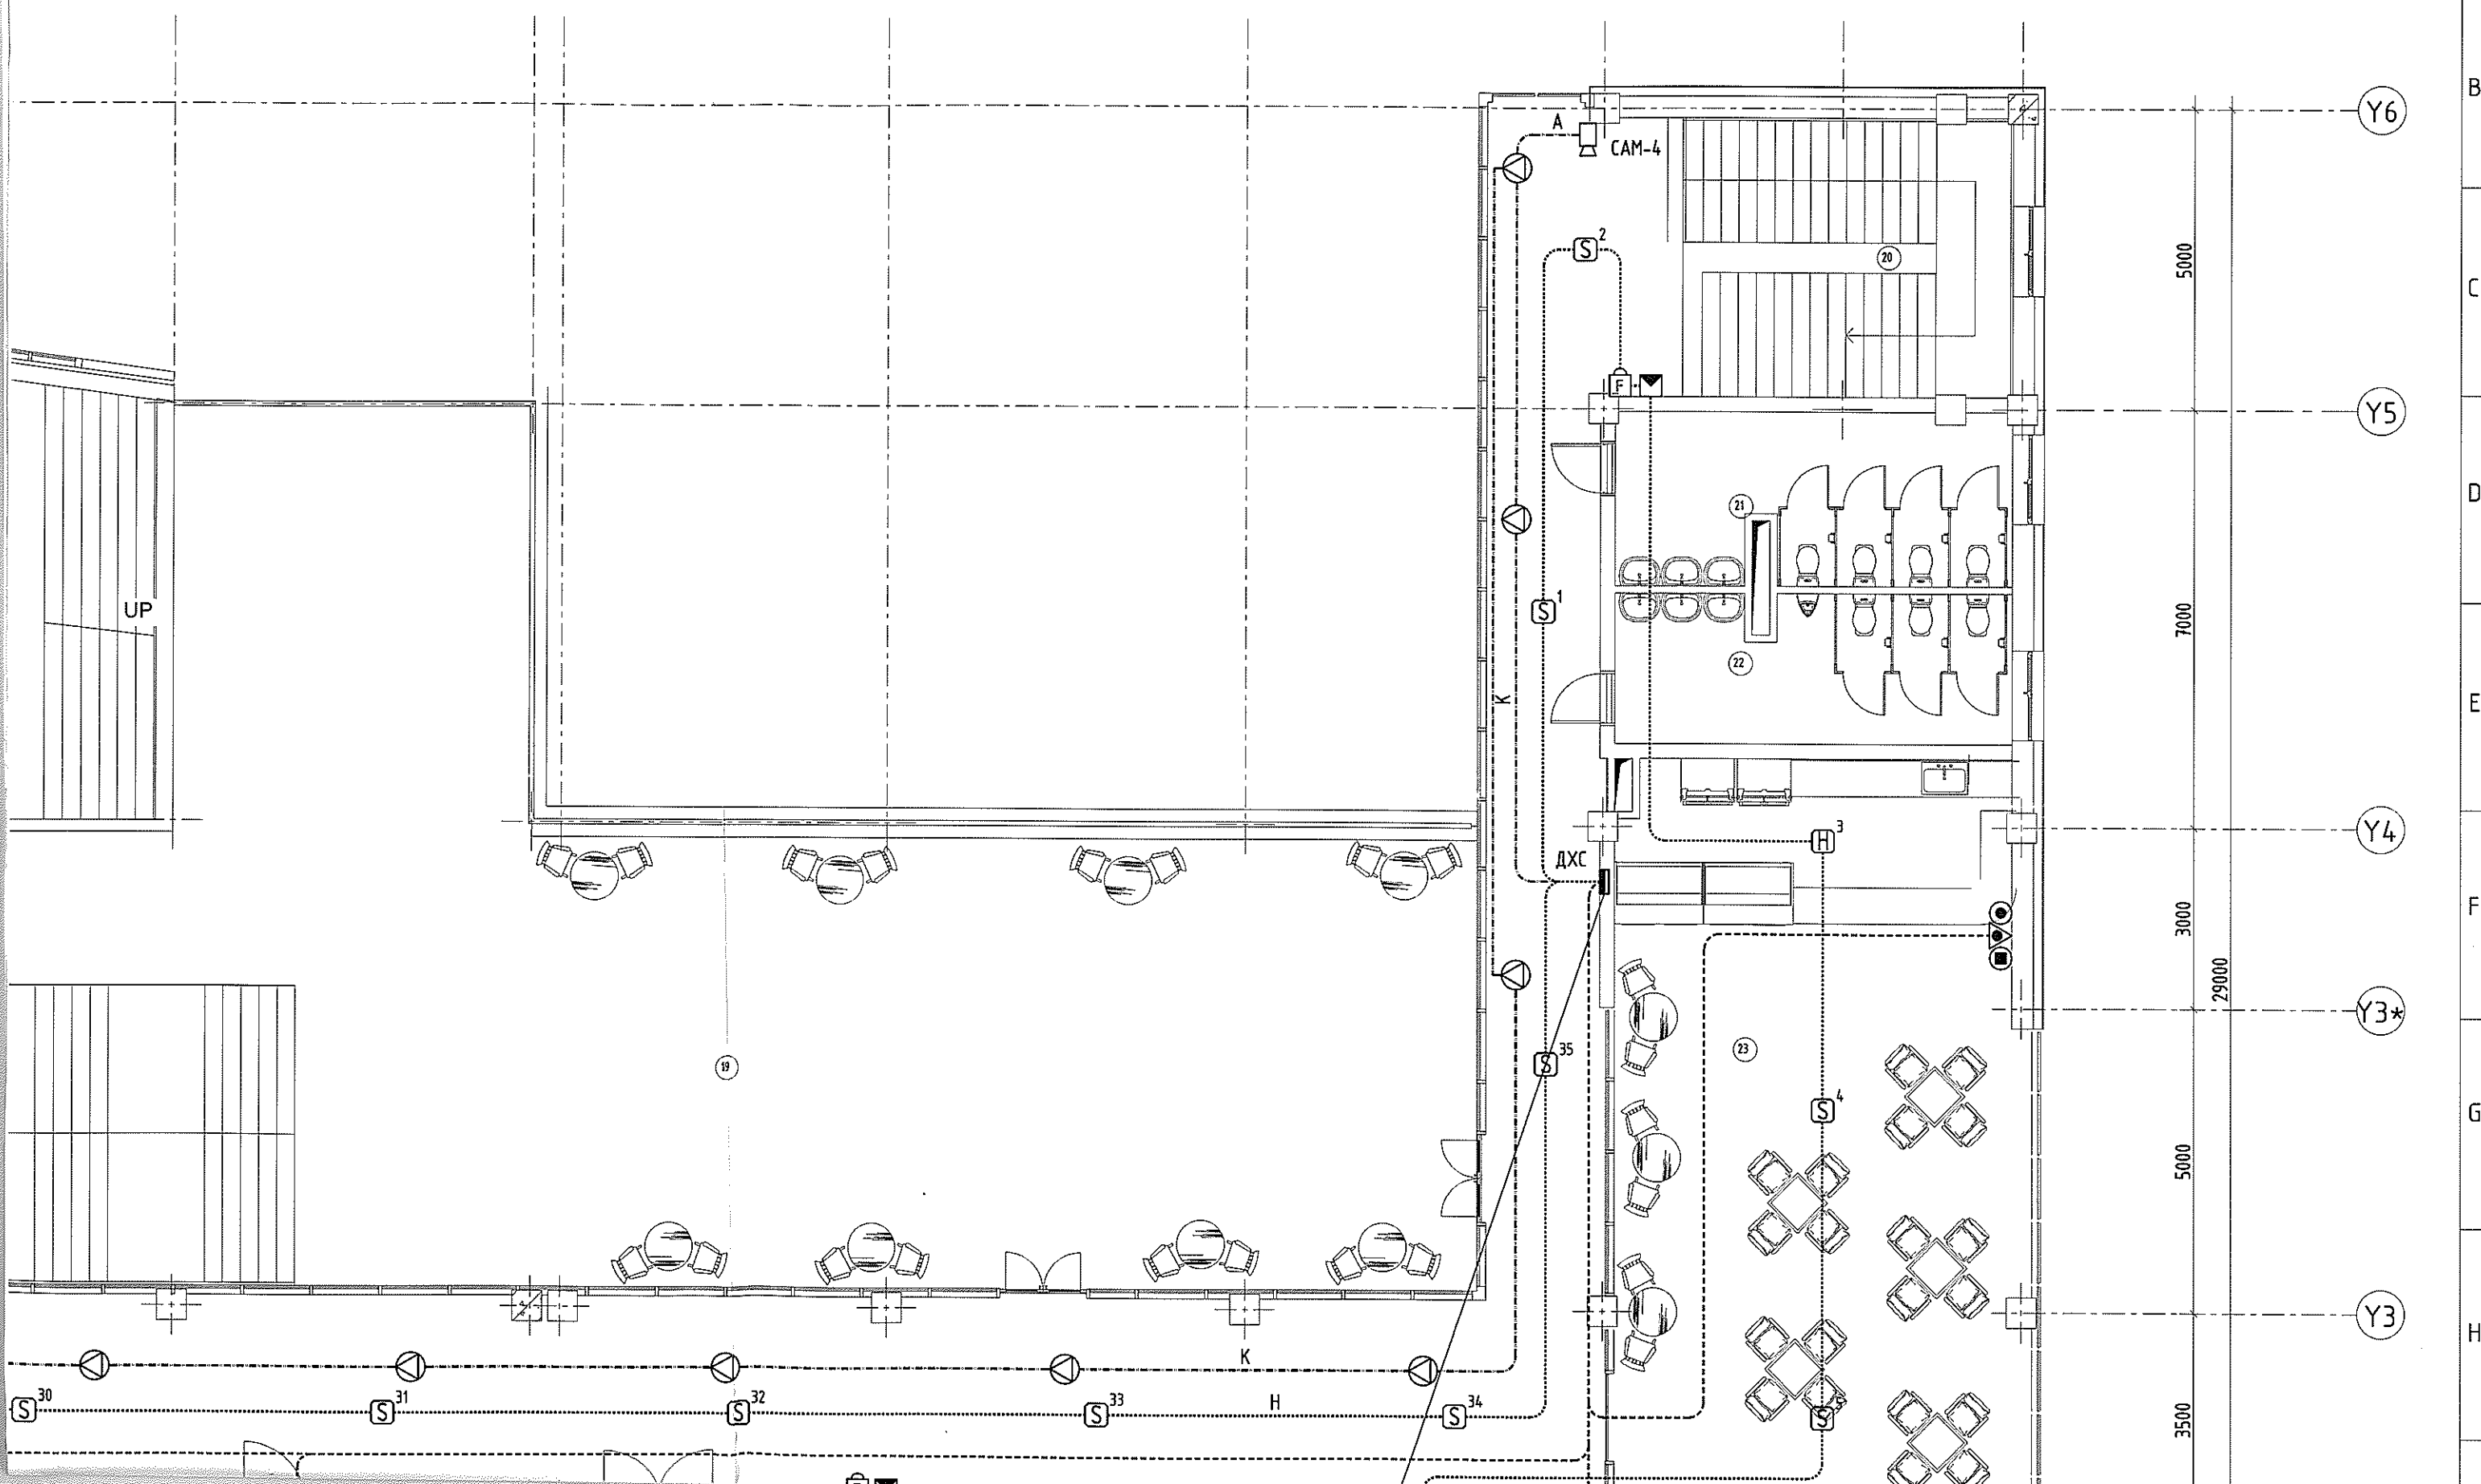 B
Y6
A
CAM-4
S 2
20
5000
C
F
Y5
D
21
UP
S 1
7000
22
E
K
Y4
H 3
ДХС
F
3000
29000
Y3*
23
S 35
19
S 4
G
5000
Y3
H
K
S 30
S 31
S 32
S 33
H
S 34
S
3500